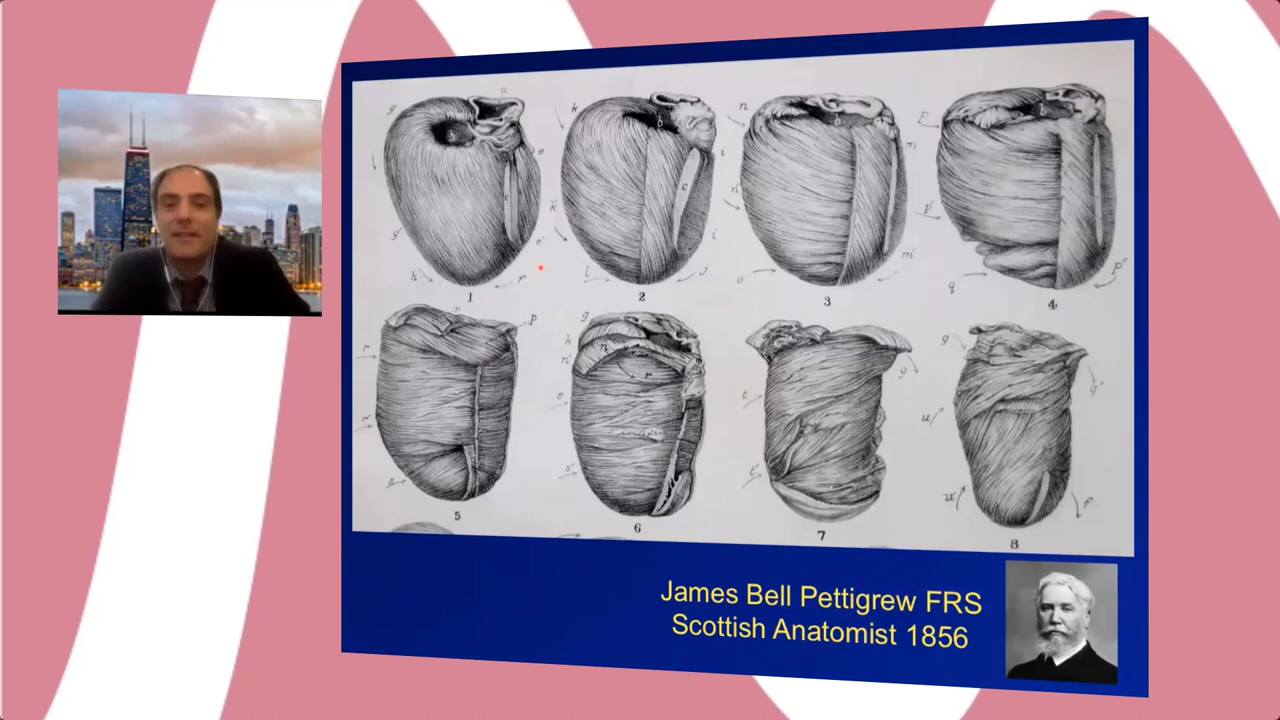 a
g
k
b
n
b
p
b
e
i
c
n'
m
g'
e'
k'
i
p'
h
r
l
j
o
m'
q
p"
1
2
3
4
n
p
g
h
n
r
g
r
n'
r
t
g
g'
o
u
r'
s
5
6
7
8
James Bell Pettigrew FRS
Scottish Anatomist 1856